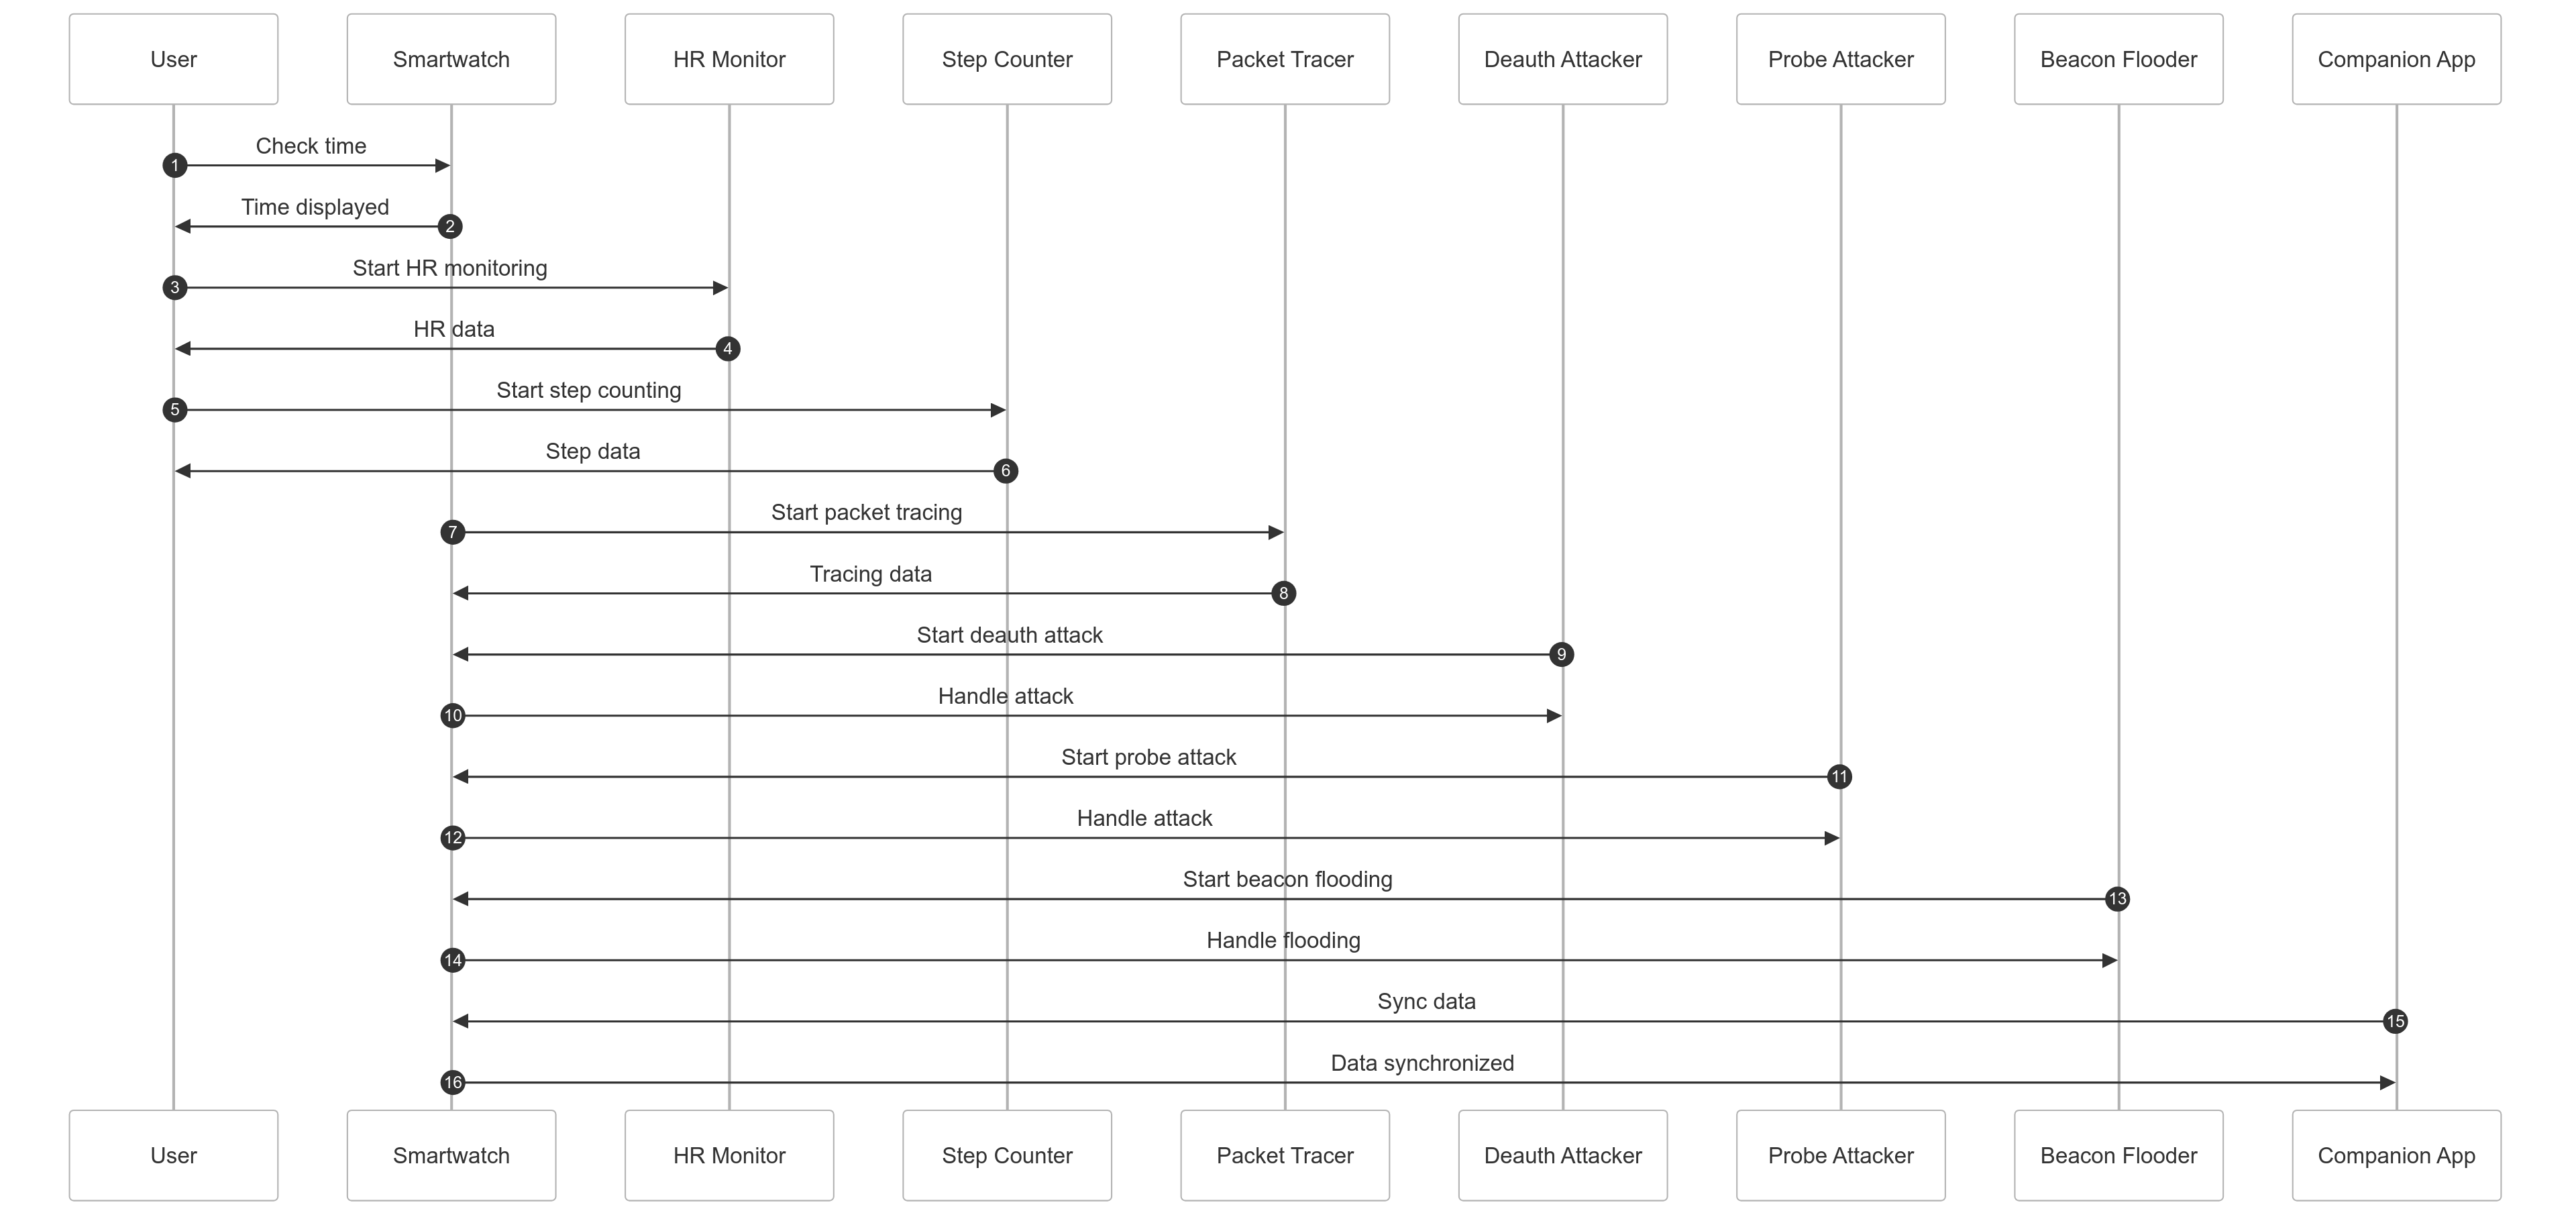 User
Smartwatch
HR Monitor
Step Counter
Packet Tracer
Deauth Attacker
Probe Attacker
Beacon Flooder
Companion App
Check time
1
Time displayed
2
Start HR monitoring
3
HR data
4
Start step counting
5
Step data
6
Start packet tracing
7
Tracing data
8
Start deauth attack
9
Handle attack
10
Start probe attack
11
Handle attack
12
Start beacon flooding
13
Handle flooding
14
Sync data
15
Data synchronized
16
User
Smartwatch
HR Monitor
Step Counter
Packet Tracer
Deauth Attacker
Probe Attacker
Beacon Flooder
Companion App